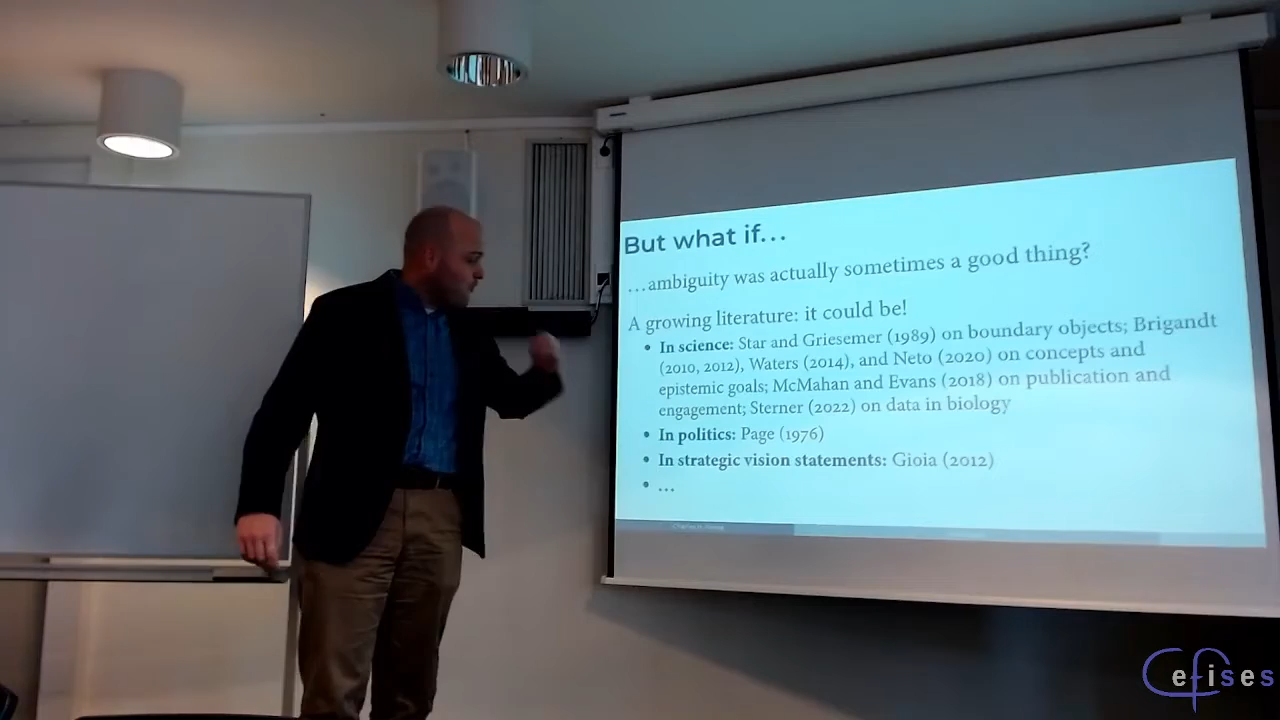 But what if…
…ambiguity was actually sometimes a good thing?
A growing literature: it could be!
• In science: Star and Griesemer (1989) on boundary objects; Brigandt
(2010, 2012), Waters (2014), and Neto (2020) on concepts and
epistemic goals; McMahan and Evans (2018) on publication and
engagement; Sterner (2022) on data in biology
• In politics: Page (1976)
• In strategic vision statements: Gioia (2012)
• …
Cefises